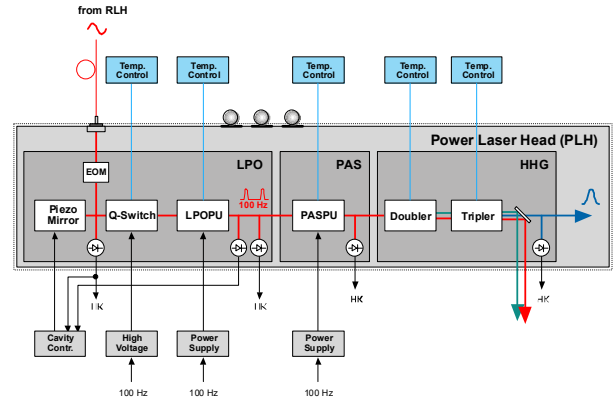 from RLH
Temp.
Control
Temp.
Control
Temp.
Control
Temp.
Control
Temp.
Control
Power Laser Head (PLH)
LPO
PAS
HHG
EOM
100 Hz
Piezo
Mirror
Q-Switch
LPOPU
PASPU
Doubler
Tripler
HK
HK
HK
HK
Cavity
Contr.
High
Voltage
Power
Supply
Power
Supply
100 Hz
100 Hz
100 Hz